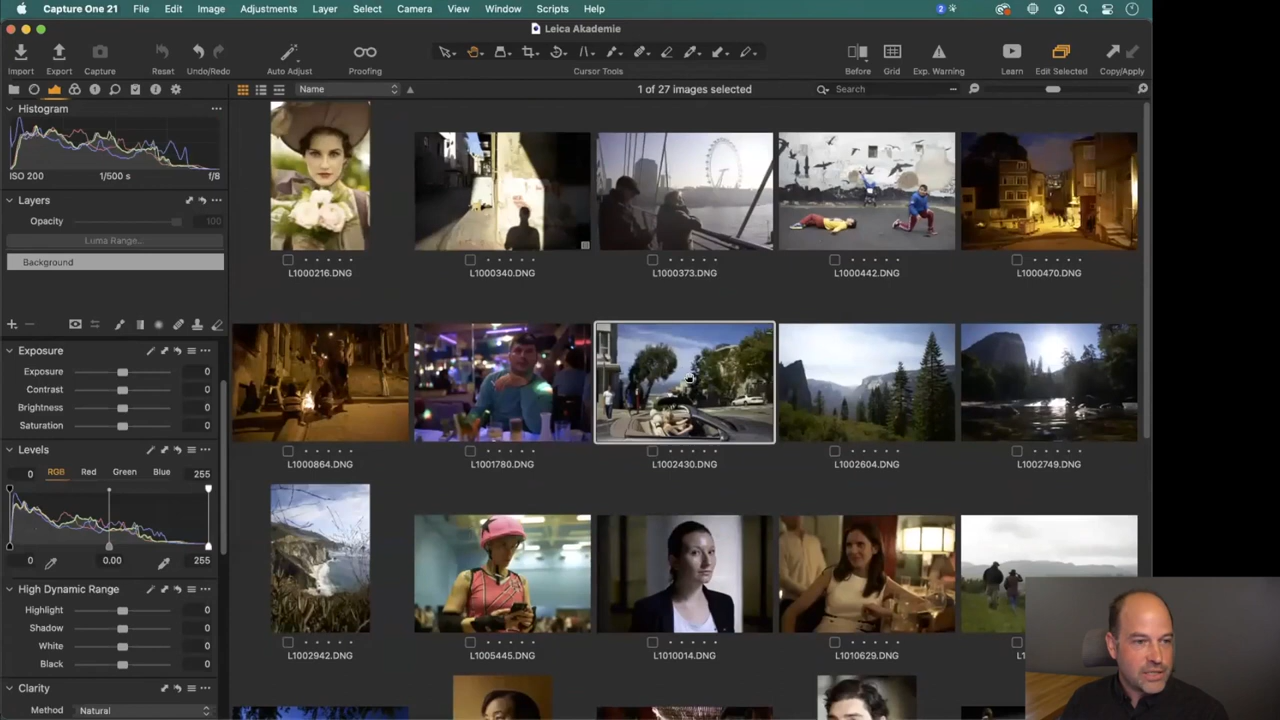 Capture One 21 File Edit Image Adjustments Layer Select Camera View Window Scripts Help 2
Leica Akademie
Import Export Capture Reset Undo/Redo Auto Adjust Proofing Cursor Tools Before Grid Exp. Warning Learn Edit Selected Copy/Apply
Name 1 of 27 images selected Search
Histogram
ISO 200 1/500 s f/8
Layers
Opacity 100
Luma Range...
Background
L1000216.DNG L1000340.DNG L1000373.DNG L1000442.DNG L1000470.DNG
Exposure
Exposure 0
Contrast 0
Brightness 0
Saturation 0
Levels
0 RGB Red Green Blue 255
0 0.00 255
L1000864.DNG L1001780.DNG L1002430.DNG L1002604.DNG L1002749.DNG
High Dynamic Range
Highlight 0
Shadow 0
White 0
Black 0
L1002942.DNG L1005445.DNG L1010014.DNG L1010629.DNG
Clarity
Method Natural